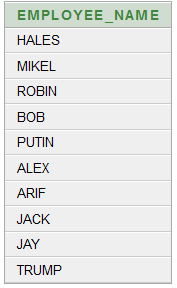 EMPLOYEE_NAME
HALES
MIKEL
ROBIN
BOB
PUTIN
ALEX
ARIF
JACK
JAY
TRUMP